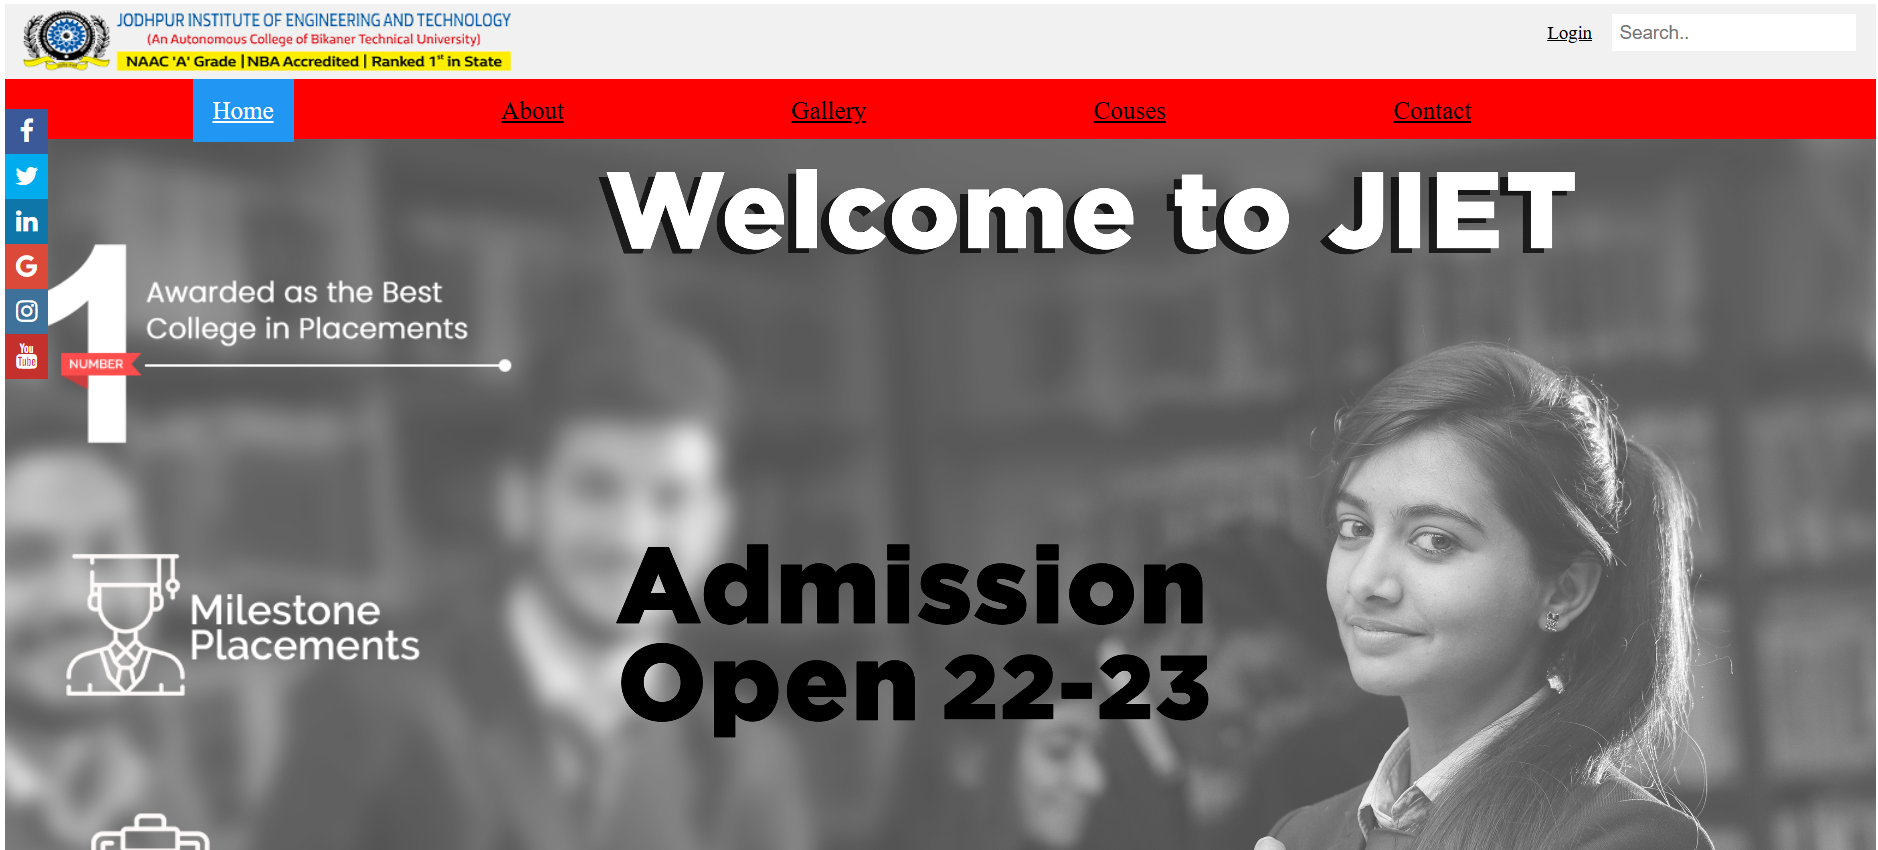 JODHPUR INSTITUTE OF ENGINEERING AND TECHNOLOGY
(An Autonomous College of Bikaner Technical University)
NAAC 'A' Grade | NBA Accredited | Ranked 1st in State
Login
Search..
Home
About
Gallery
Couses
Contact
Welcome to JIET
1
NUMBER
Awarded as the Best
College in Placements
You
Tube
Milestone
Placements
Admission
Open 22-23